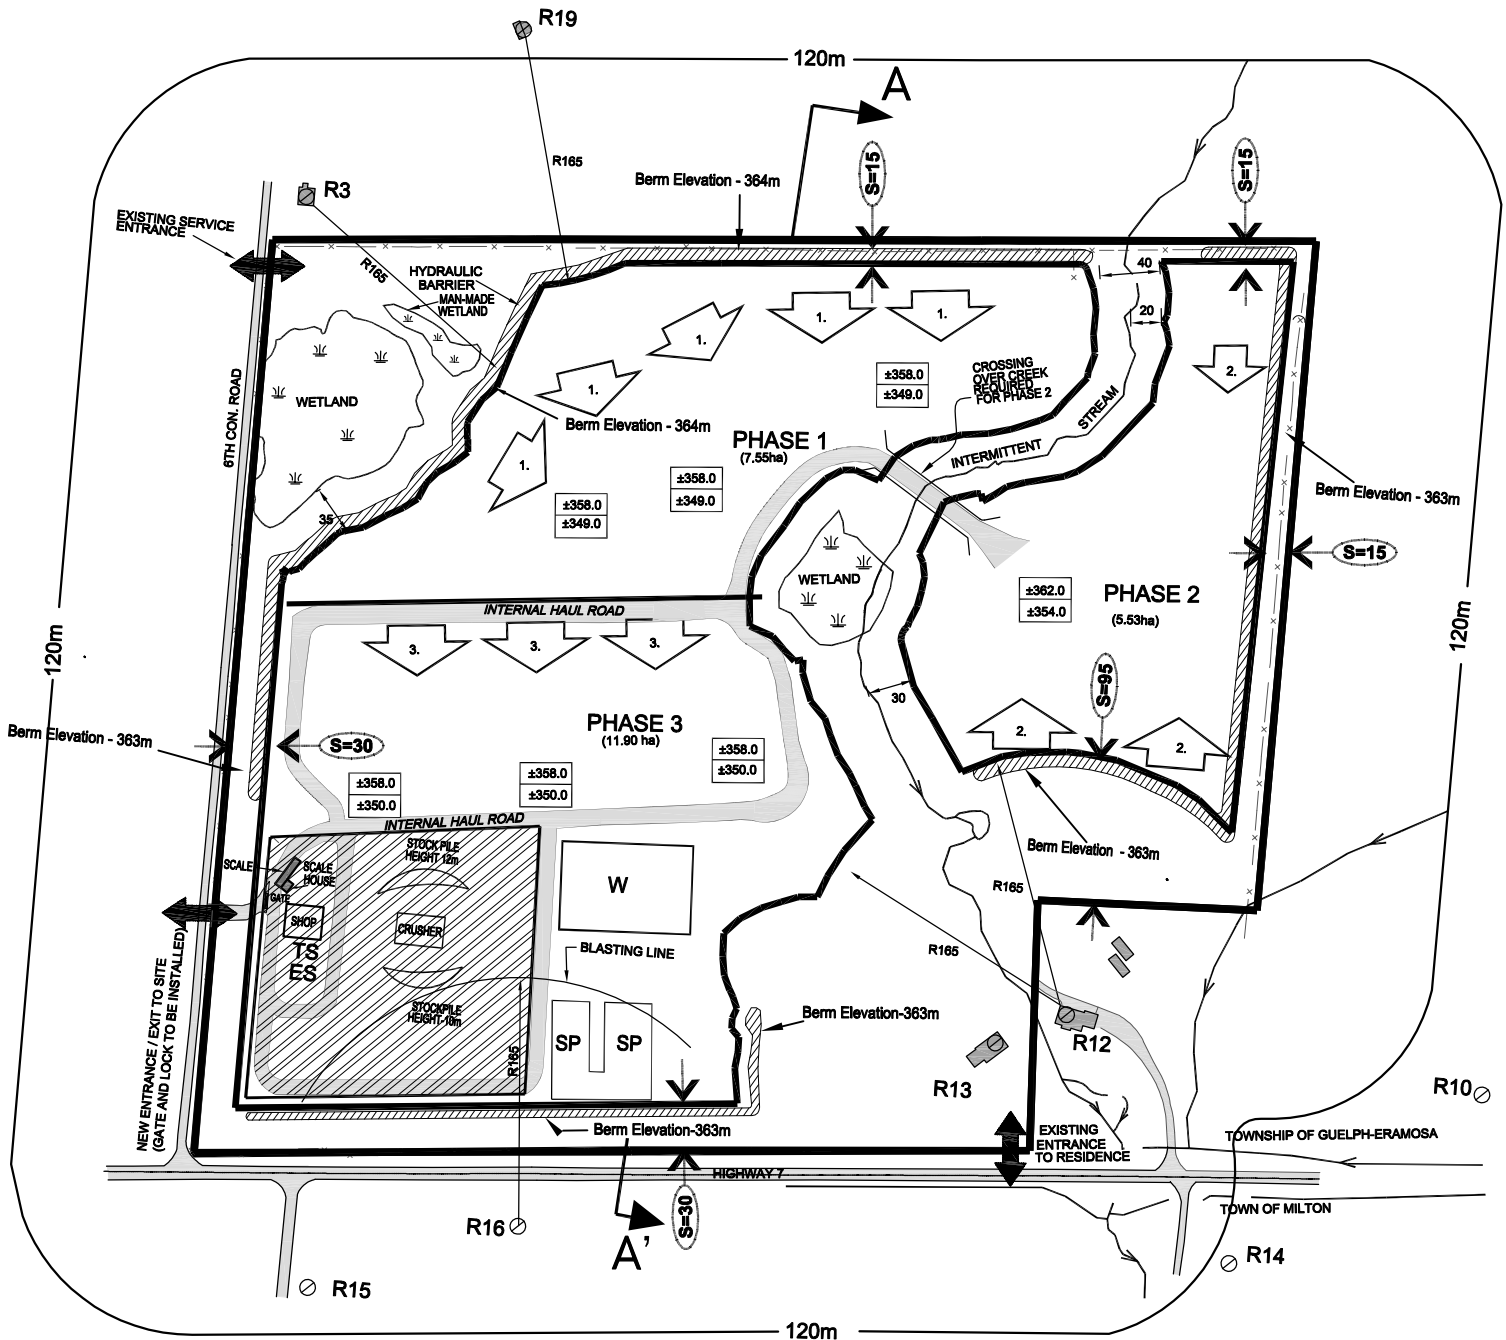 R19
120m
A
R165
S=15
S=15
Berm Elevation - 364m
R3
EXISTING SERVICE
ENTRANCE
R165
HYDRAULIC
BARRIER
MAN-MADE
WETLAND
40
20
1.
1.
1.
1.
1.
2.
±358.0
±349.0
CROSSING
OVER CREEK
REQUIRED
FOR PHASE 2
WETLAND
6TH CON. ROAD
Berm Elevation - 364m
PHASE 1
(7.55ha)
STREAM
INTERMITTENT
±358.0
±349.0
±358.0
±349.0
Berm Elevation - 363m
35
S=15
WETLAND
±362.0
±354.0
PHASE 2
(5.53ha)
INTERNAL HAUL ROAD
120m
120m
3.
3.
3.
S=95
30
2.
2.
PHASE 3
(11.90 ha)
Berm Elevation - 363m
S=30
±358.0
±350.0
±358.0
±350.0
±358.0
±350.0
INTERNAL HAUL ROAD
STOCK PILE
HEIGHT 12m
Berm Elevation - 363m
SCALE
SCALE
HOUSE
GATE
SHOP
TS
ES
CRUSHER
W
R165
R165
BLASTING LINE
STOCKPILE
HEIGHT-10m
NEW ENTRANCE / EXIT TO SITE
(GATE AND LOCK TO BE INSTALLED)
Berm Elevation-363m
SP
SP
R165
R12
R13
R10
Berm Elevation-363m
EXISTING
ENTRANCE
TO RESIDENCE
TOWNSHIP OF GUELPH-ERAMOSA
HIGHWAY 7
TOWN OF MILTON
R16
S=30
A'
R14
R15
120m